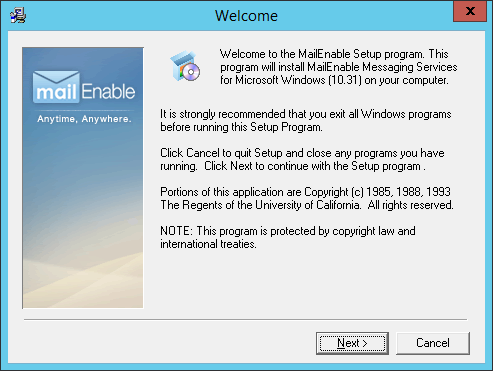 Welcome
x
mail Enable
Anytime, Anywhere.
Welcome to the MailEnable Setup program. This
program will install MailEnable Messaging Services
for Microsoft Windows (10.31) on your computer.
It is strongly recommended that you exit all Windows programs
before running this Setup Program.
Click Cancel to quit Setup and close any programs you have
running. Click Next to continue with the Setup program .
Portions of this application are Copyright (c) 1985, 1988, 1993
The Regents of the University of California. All rights reserved.
NOTE: This program is protected by copyright law and
international treaties.
Next >
Cancel